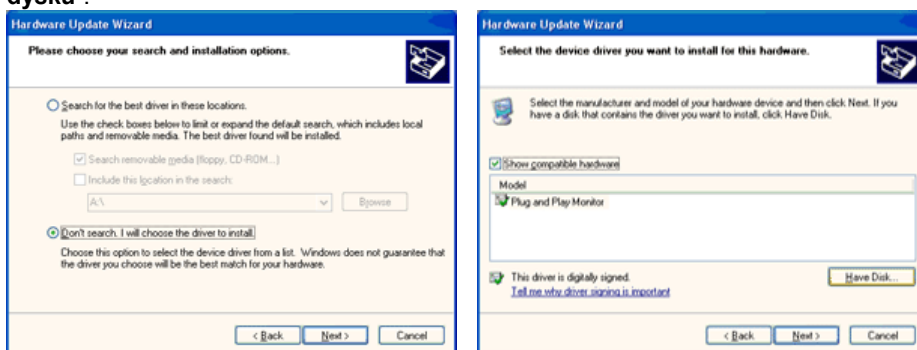 dysku".
Hardware Update Wizard
Please choose your search and installation options.
Search for the best driver in these locations.
Use the check boxes below to limit or expand the default search, which includes local
paths and removable media. The best driver found will be installed.
Search removable media (floppy, CD-ROM...)
Include this location in the search:
A:\
Browse
Don't search. I will choose the driver to install.
Choose this option to select the device driver from a list. Windows does not guarantee that
the driver you choose will be the best match for your hardware.
< Back
Next >
Cancel
Hardware Update Wizard
Select the device driver you want to install for this hardware.
Select the manufacturer and model of your hardware device and then click Next. If you
have a disk that contains the driver you want to install, click Have Disk.
Show compatible hardware
Model
Plug and Play Monitor
This driver is digitally signed.
Tell me why driver signing is important
Have Disk...
< Back
Next >
Cancel